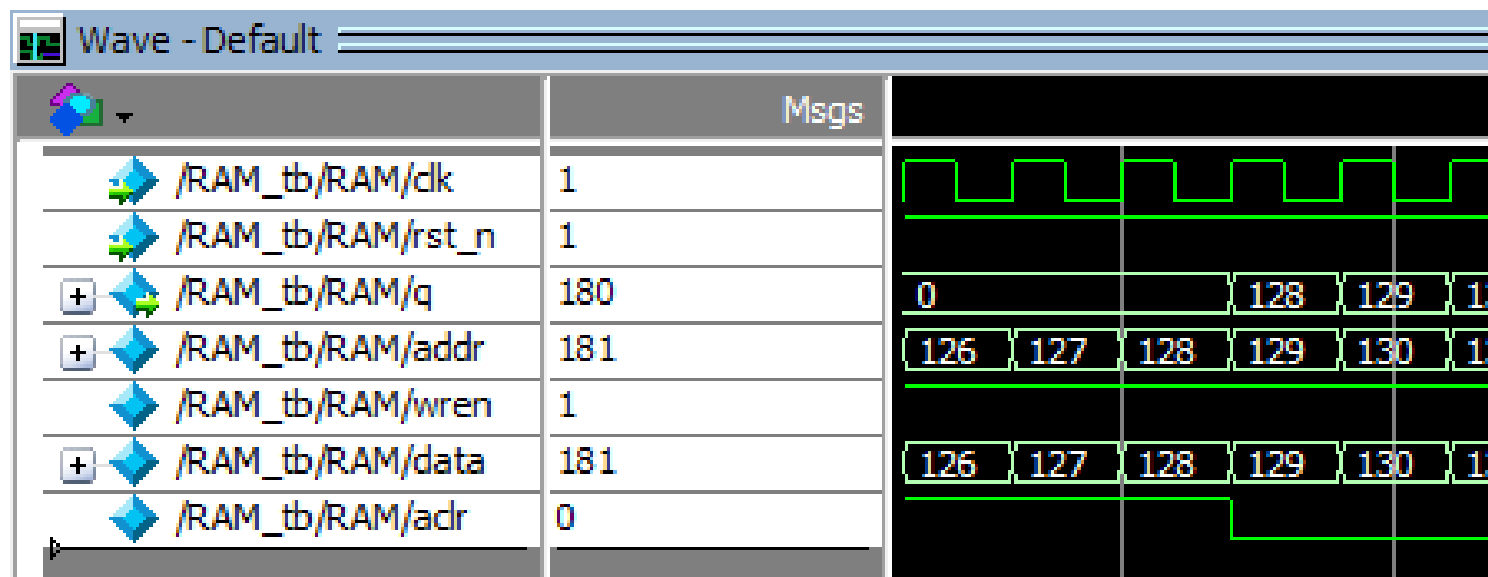 Wave - Default
Msgs
/RAM_tb/RAM/clk 1
/RAM_tb/RAM/rst_n 1
/RAM_tb/RAM/q 180 0 128 129
/RAM_tb/RAM/addr 181 126 127 128 129 130
/RAM_tb/RAM/wren 1
/RAM_tb/RAM/data 181 126 127 128 129 130
/RAM_tb/RAM/aclr 0